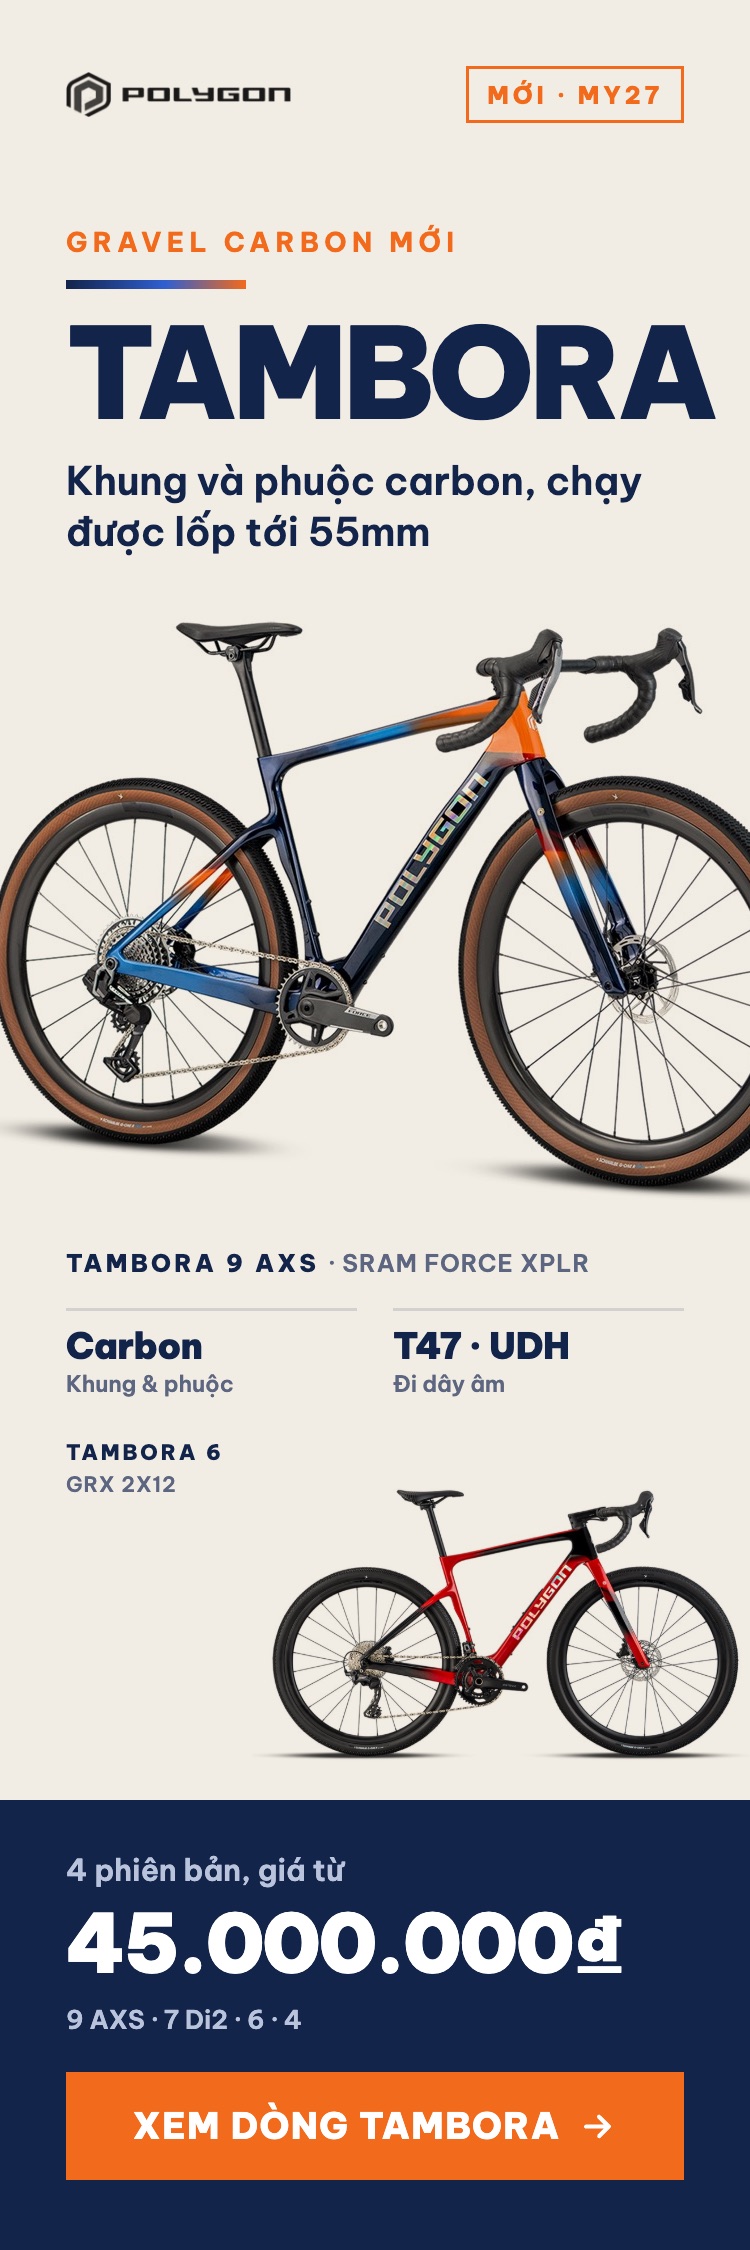 POLYGON
MỚI · MY27
GRAVEL CARBON MỚI
TAMBORA
Khung và phuộc carbon, chạy
được lốp tới 55mm
POLYGON
FORCE
TAMBORA 9 AXS · SRAM FORCE XPLR
Carbon
T47 · UDH
Khung & phuộc
Đi dây âm
TAMBORA 6
GRX 2X12
POLYGON
4 phiên bản, giá từ
45.000.000₫
9 AXS · 7 Di2 · 6 · 4
XEM DÒNG TAMBORA →